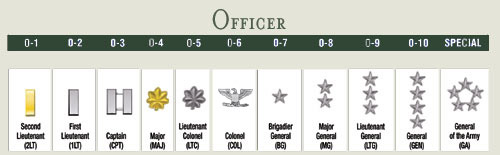 OFFICER
O-1 O-2 O-3 O-4 O-5 O-6 O-7 O-8 O-9 O-10 SPECIAL
Second Lieutenant (2LT)
First Lieutenant (1LT)
Captain (CPT)
Major (MAJ)
Lieutenant Colonel (LTC)
Colonel (COL)
Brigadier General (BG)
Major General (MG)
Lieutenant General (LTG)
General (GEN)
General of the Army (GA)